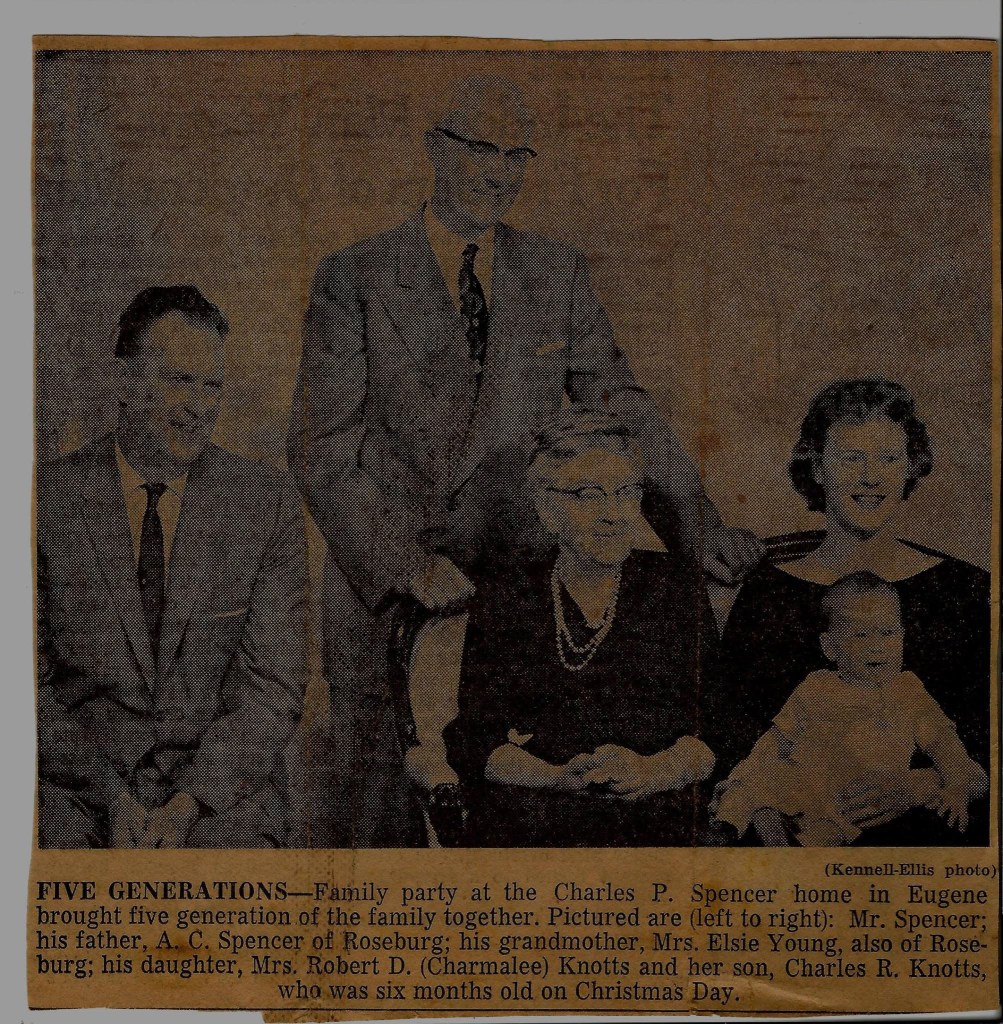 (Kennell-Ellis photo)
FIVE GENERATIONS—Family party at the Charles P. Spencer home in Eugene
brought five generation of the family together. Pictured are (left to right): Mr. Spencer;
his father, A. C. Spencer of Roseburg; his grandmother, Mrs. Elsie Young, also of Rose-
burg; his daughter, Mrs. Robert D. (Charmalee) Knotts and her son, Charles R. Knotts,
who was six months old on Christmas Day.